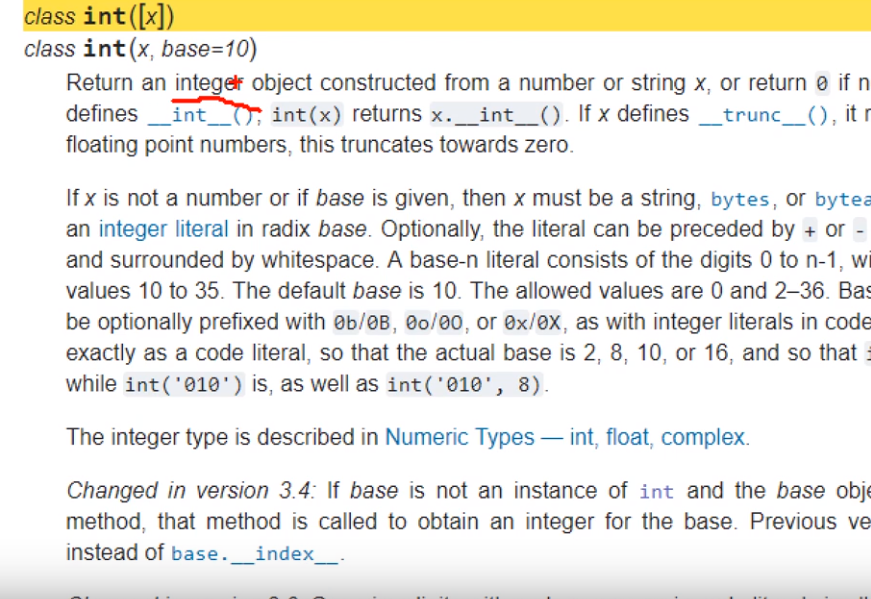 class int([x])
class int(x, base=10)
Return an integer object constructed from a number or string x, or return 0 if n
defines __int__(), int(x) returns x.__int__(). If x defines __trunc__(), it r
floating point numbers, this truncates towards zero.
If x is not a number or if base is given, then x must be a string, bytes, or bytea
an integer literal in radix base. Optionally, the literal can be preceded by + or -
and surrounded by whitespace. A base-n literal consists of the digits 0 to n-1, wi
values 10 to 35. The default base is 10. The allowed values are 0 and 2–36. Bas
be optionally prefixed with 0b/0B, 0o/0O, or 0x/0X, as with integer literals in code
exactly as a code literal, so that the actual base is 2, 8, 10, or 16, and so that i
while int('010') is, as well as int('010', 8).
The integer type is described in Numeric Types — int, float, complex.
Changed in version 3.4: If base is not an instance of int and the base obje
method, that method is called to obtain an integer for the base. Previous ve
instead of base.__index__.